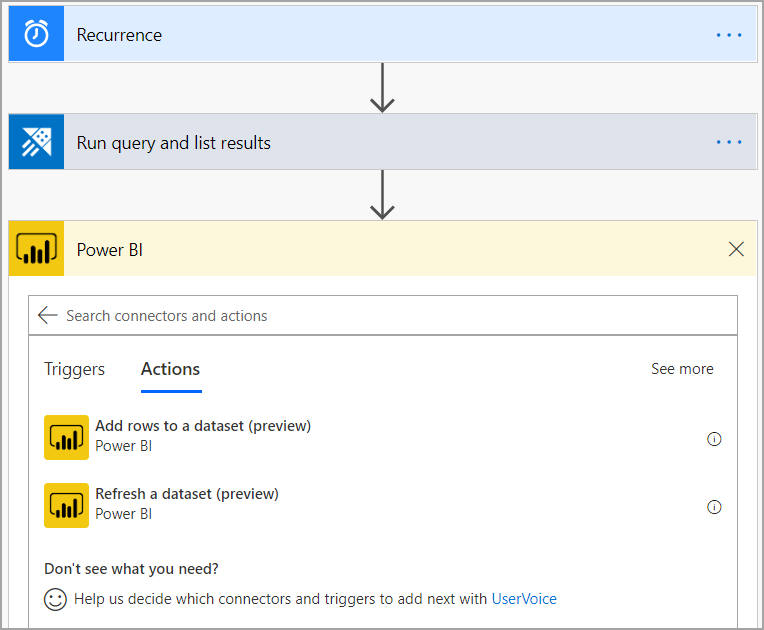 Recurrence
Run query and list results
Power BI
Search connectors and actions
Triggers Actions See more
Add rows to a dataset (preview)
Power BI
Refresh a dataset (preview)
Power BI
Don't see what you need?
Help us decide which connectors and triggers to add next with UserVoice